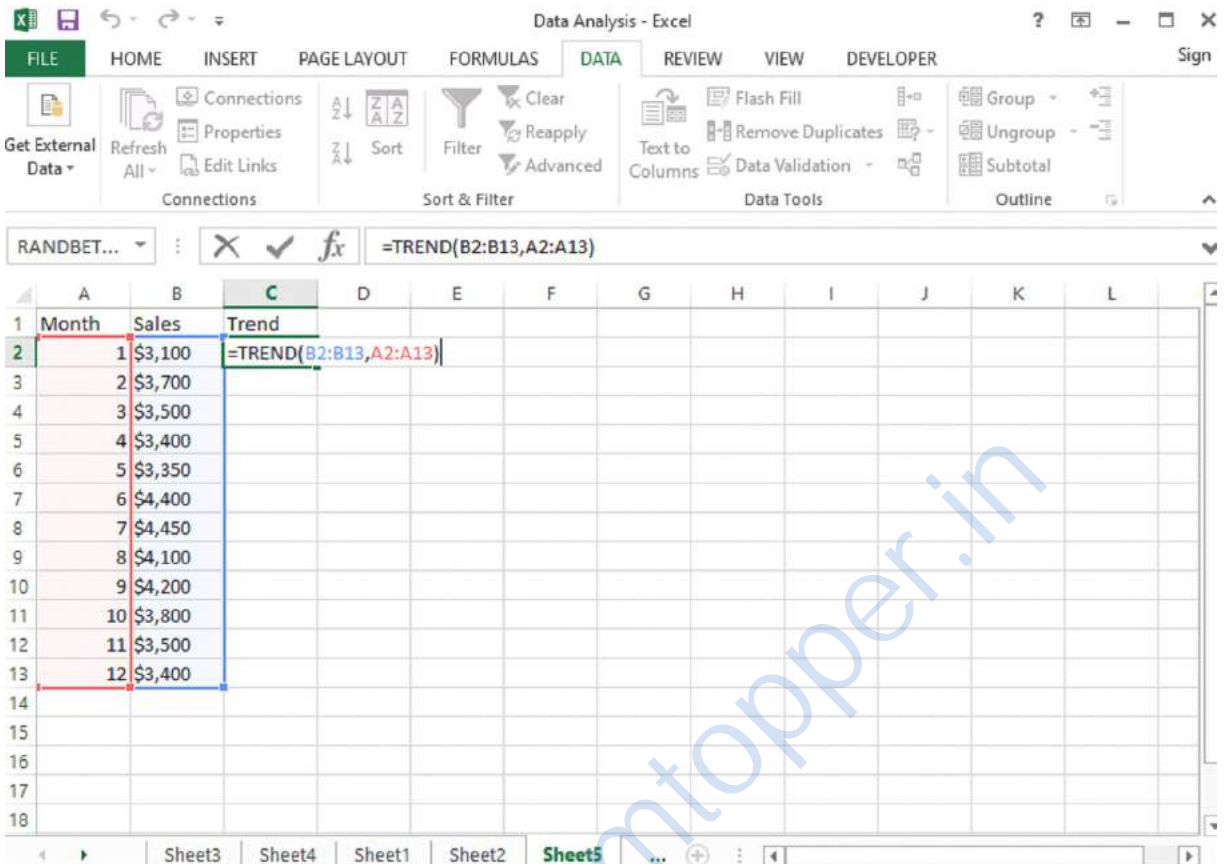 Data Analysis - Excel
FILE HOME INSERT PAGE LAYOUT FORMULAS DATA REVIEW VIEW DEVELOPER Sign
Get External Data
Refresh All
Connections
Properties
Edit Links
Connections
Sort
Filter
Clear
Reapply
Advanced
Sort & Filter
Text to Columns
Flash Fill
Remove Duplicates
Data Validation
Data Tools
Group
Ungroup
Subtotal
Outline
RANDBET... fx =TREND(B2:B13,A2:A13)
A B C D E F G H I J K L
1 Month Sales Trend
2 1 $3,100 =TREND(B2:B13,A2:A13)
3 2 $3,700
4 3 $3,500
5 4 $3,400
6 5 $3,350
7 6 $4,400
8 7 $4,450
9 8 $4,100
10 9 $4,200
11 10 $3,800
12 11 $3,500
13 12 $3,400
14
15
16
17
18
Sheet3 Sheet4 Sheet1 Sheet2 Sheet5 ...
mtopper.in